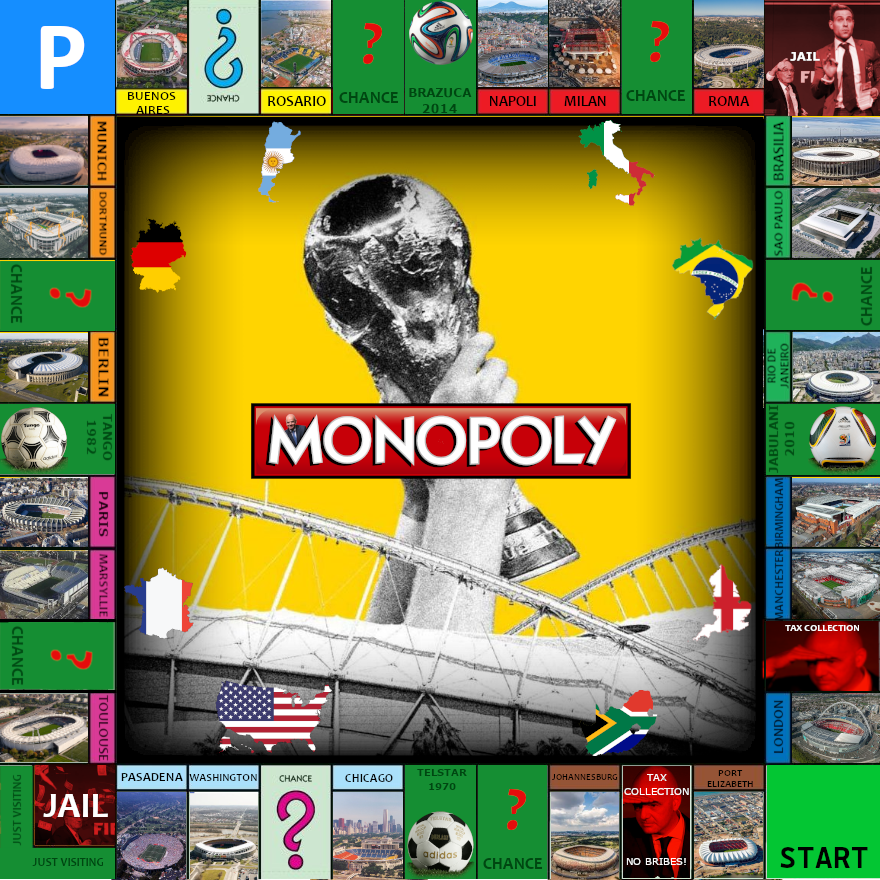 P
BUENOS
AIRES
¿
CHANCE
ROSARIO
?
CHANCE
BRAZUCA
2014
NAPOLI
MILAN
?
CHANCE
ROMA
JAIL
FI
MUNICH
DORTMUND
CHANCE
?
BERLIN
Tango
TANGO
1982
PARIS
MARSYLLIE
CHANCE
?
TOULOUSE
BRASILIA
SAO PAULO
?
CHANCE
RIO DE
JANEIRO
JABULANI
2010
BIRMINGHAM
MANCHESTER
TAX COLLECTION
LONDON
MONOPOLY
JUST VISITING
JAIL
FI
JUST VISITING
PASADENA
WASHINGTON
CHANCE
?
CHICAGO
TELSTAR
1970
adidas
?
CHANCE
JOHANNESBURG
TAX
COLLECTION
NO BRIBES!
PORT
ELIZABETH
START